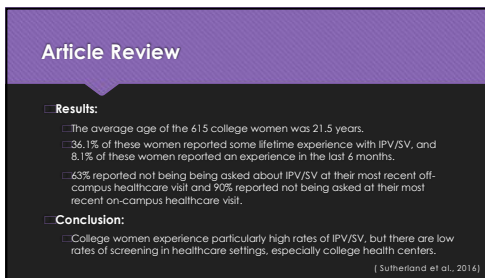 Article Review
Results:
The average age of the 615 college women was 21.5 years.
36.1% of these women reported some lifetime experience with IPV/SV, and
8.1% of these women reported an experience in the last 6 months.
63% reported not being being asked about IPV/SV at their most recent off-
campus healthcare visit and 90% reported not being asked at their most
recent on-campus healthcare visit.
Conclusion:
College women experience particularly high rates of IPV/SV, but there are low
rates of screening in healthcare settings, especially college health centers.
( Sutherland et al., 2016)